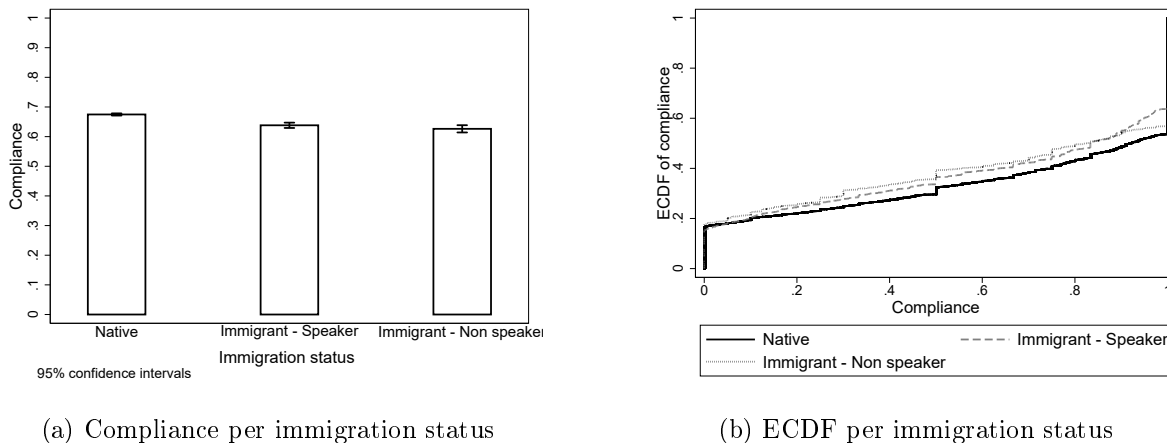 1
.9
.8
.7
.6
.5
.4
.3
.2
.1
0
Compliance
Native
Immigrant - Speaker
Immigrant - Non speaker
Immigration status
95% confidence intervals
(a) Compliance per immigration status
1
.8
.6
.4
.2
0
ECDF of compliance
0 .2 .4 .6 .8 1
Compliance
Native
Immigrant - Speaker
Immigrant - Non speaker
(b) ECDF per immigration status